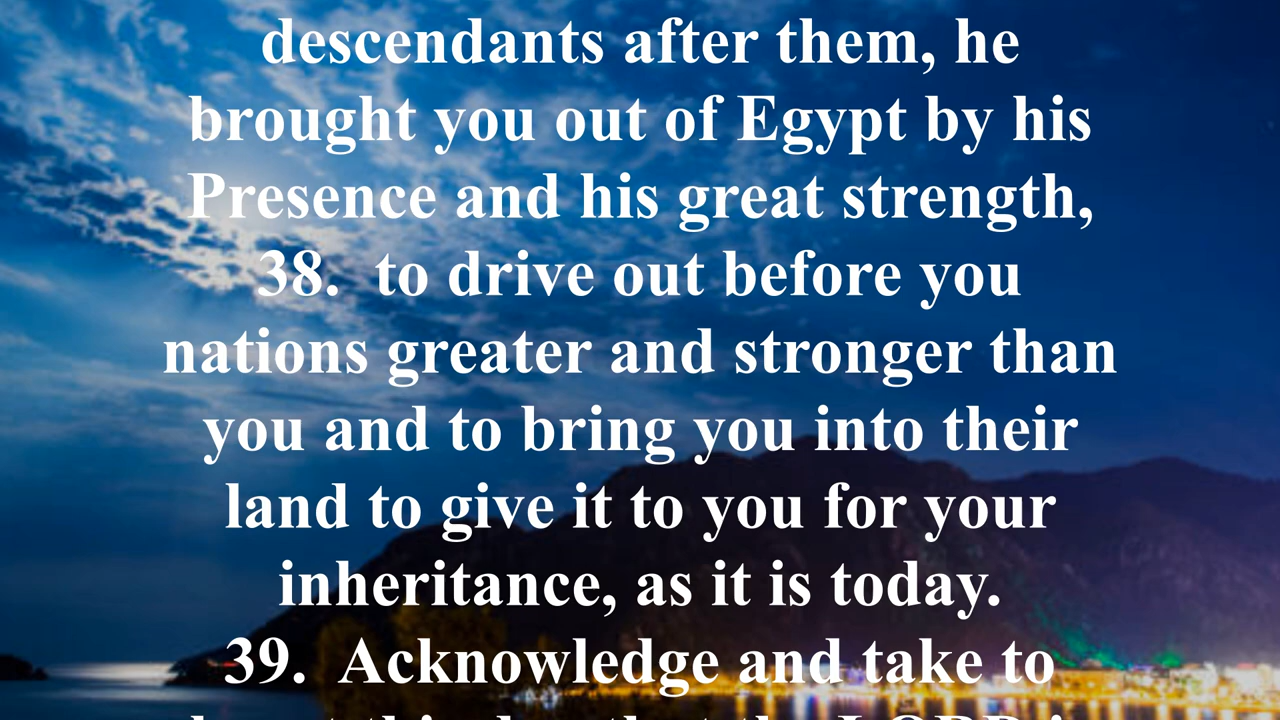 descendants after them, he
brought you out of Egypt by his
Presence and his great strength,
38.  to drive out before you
nations greater and stronger than
you and to bring you into their
land to give it to you for your
inheritance, as it is today.
39.  Acknowledge and take to